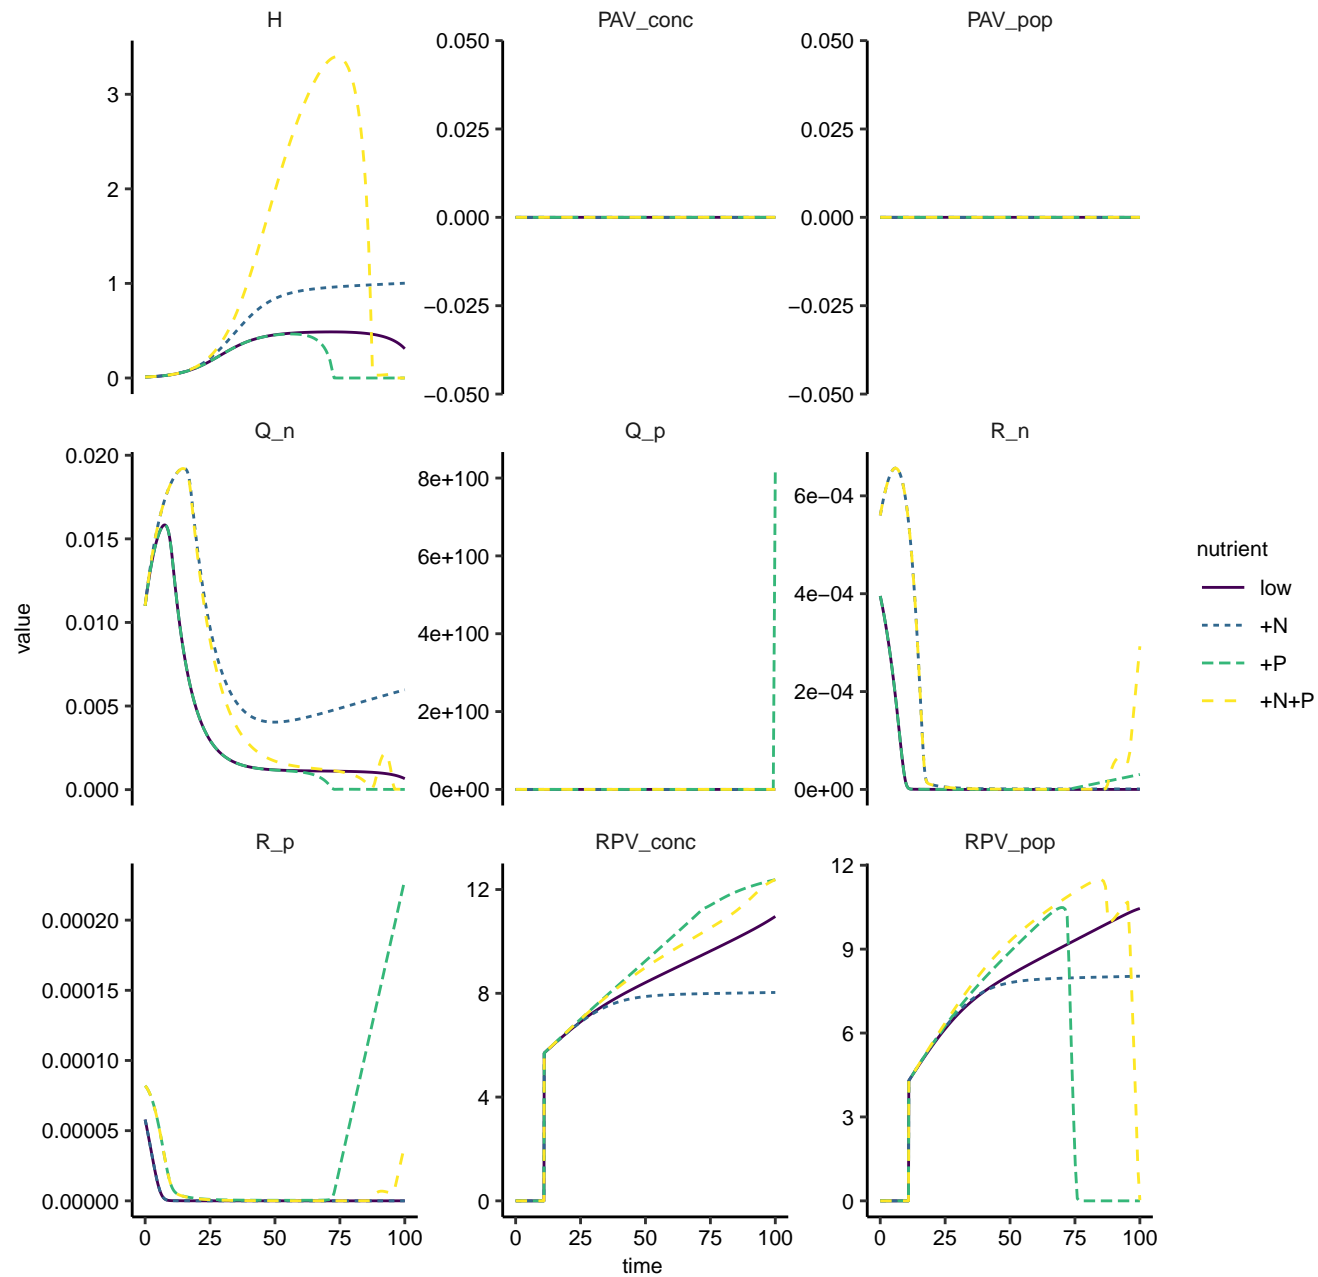 H
PAV_conc
PAV_pop
3
2
1
0
0.050
0.025
0.000
−0.025
−0.050
0.050
0.025
0.000
−0.025
−0.050
Q_n
Q_p
R_n
0.020
0.015
0.010
0.005
0.000
8e+100
6e+100
4e+100
2e+100
0e+00
6e−04
4e−04
2e−04
0e+00
R_p
RPV_conc
RPV_pop
0.00020
0.00015
0.00010
0.00005
0.00000
12
8
4
0
12
9
6
3
0
0 25 50 75 100
0 25 50 75 100
0 25 50 75 100
time
value
nutrient
low
+N
+P
+N+P